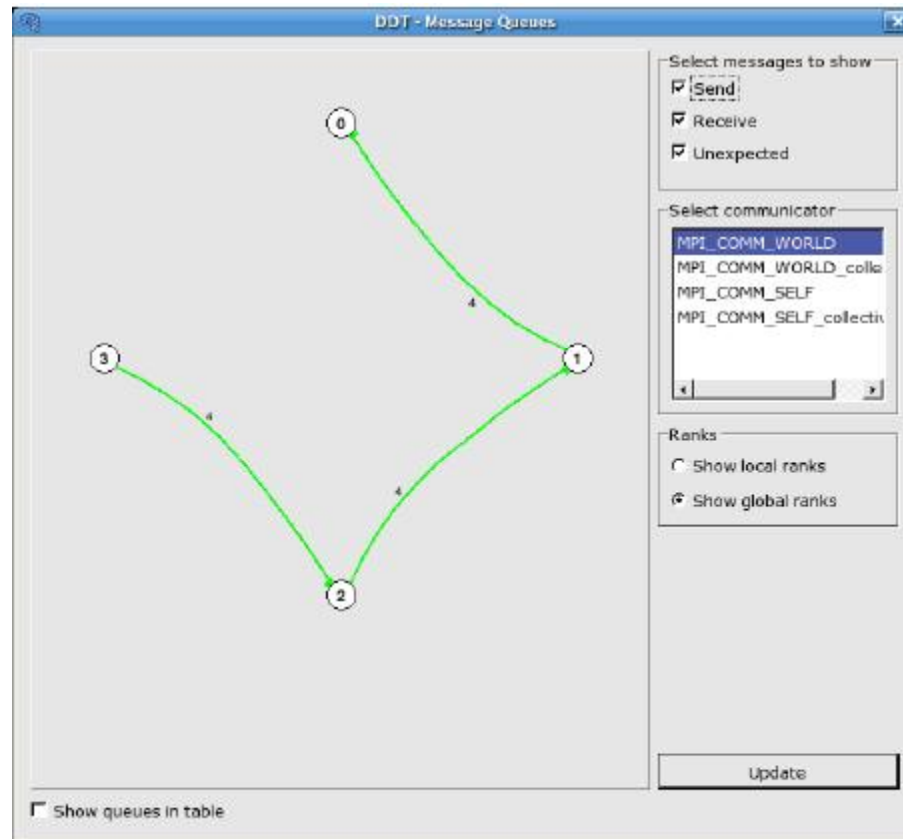 DDT - Message Queues
Select messages to show
Send
Receive
Unexpected
Select communicator
MPI_COMM_WORLD
MPI_COMM_WORLD_colle
MPI_COMM_SELF
MPI_COMM_SELF_collectiv
Ranks
Show local ranks
Show global ranks
Update
0
4
3
1
4
4
2
Show queues in table